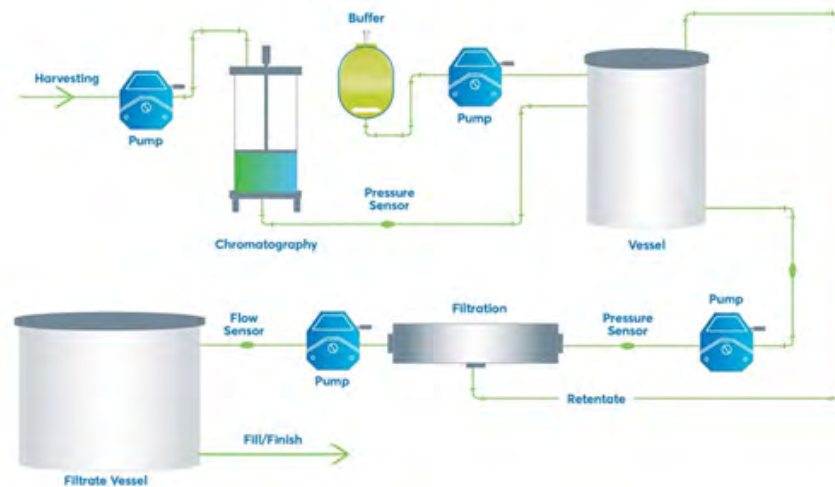 Buffer
Harvesting
Pump
Pump
Pressure
Sensor
Chromatography
Vessel
Flow
Sensor
Filtration
Pressure
Sensor
Pump
Pump
Retentate
Fill/Finish
Filtrate Vessel